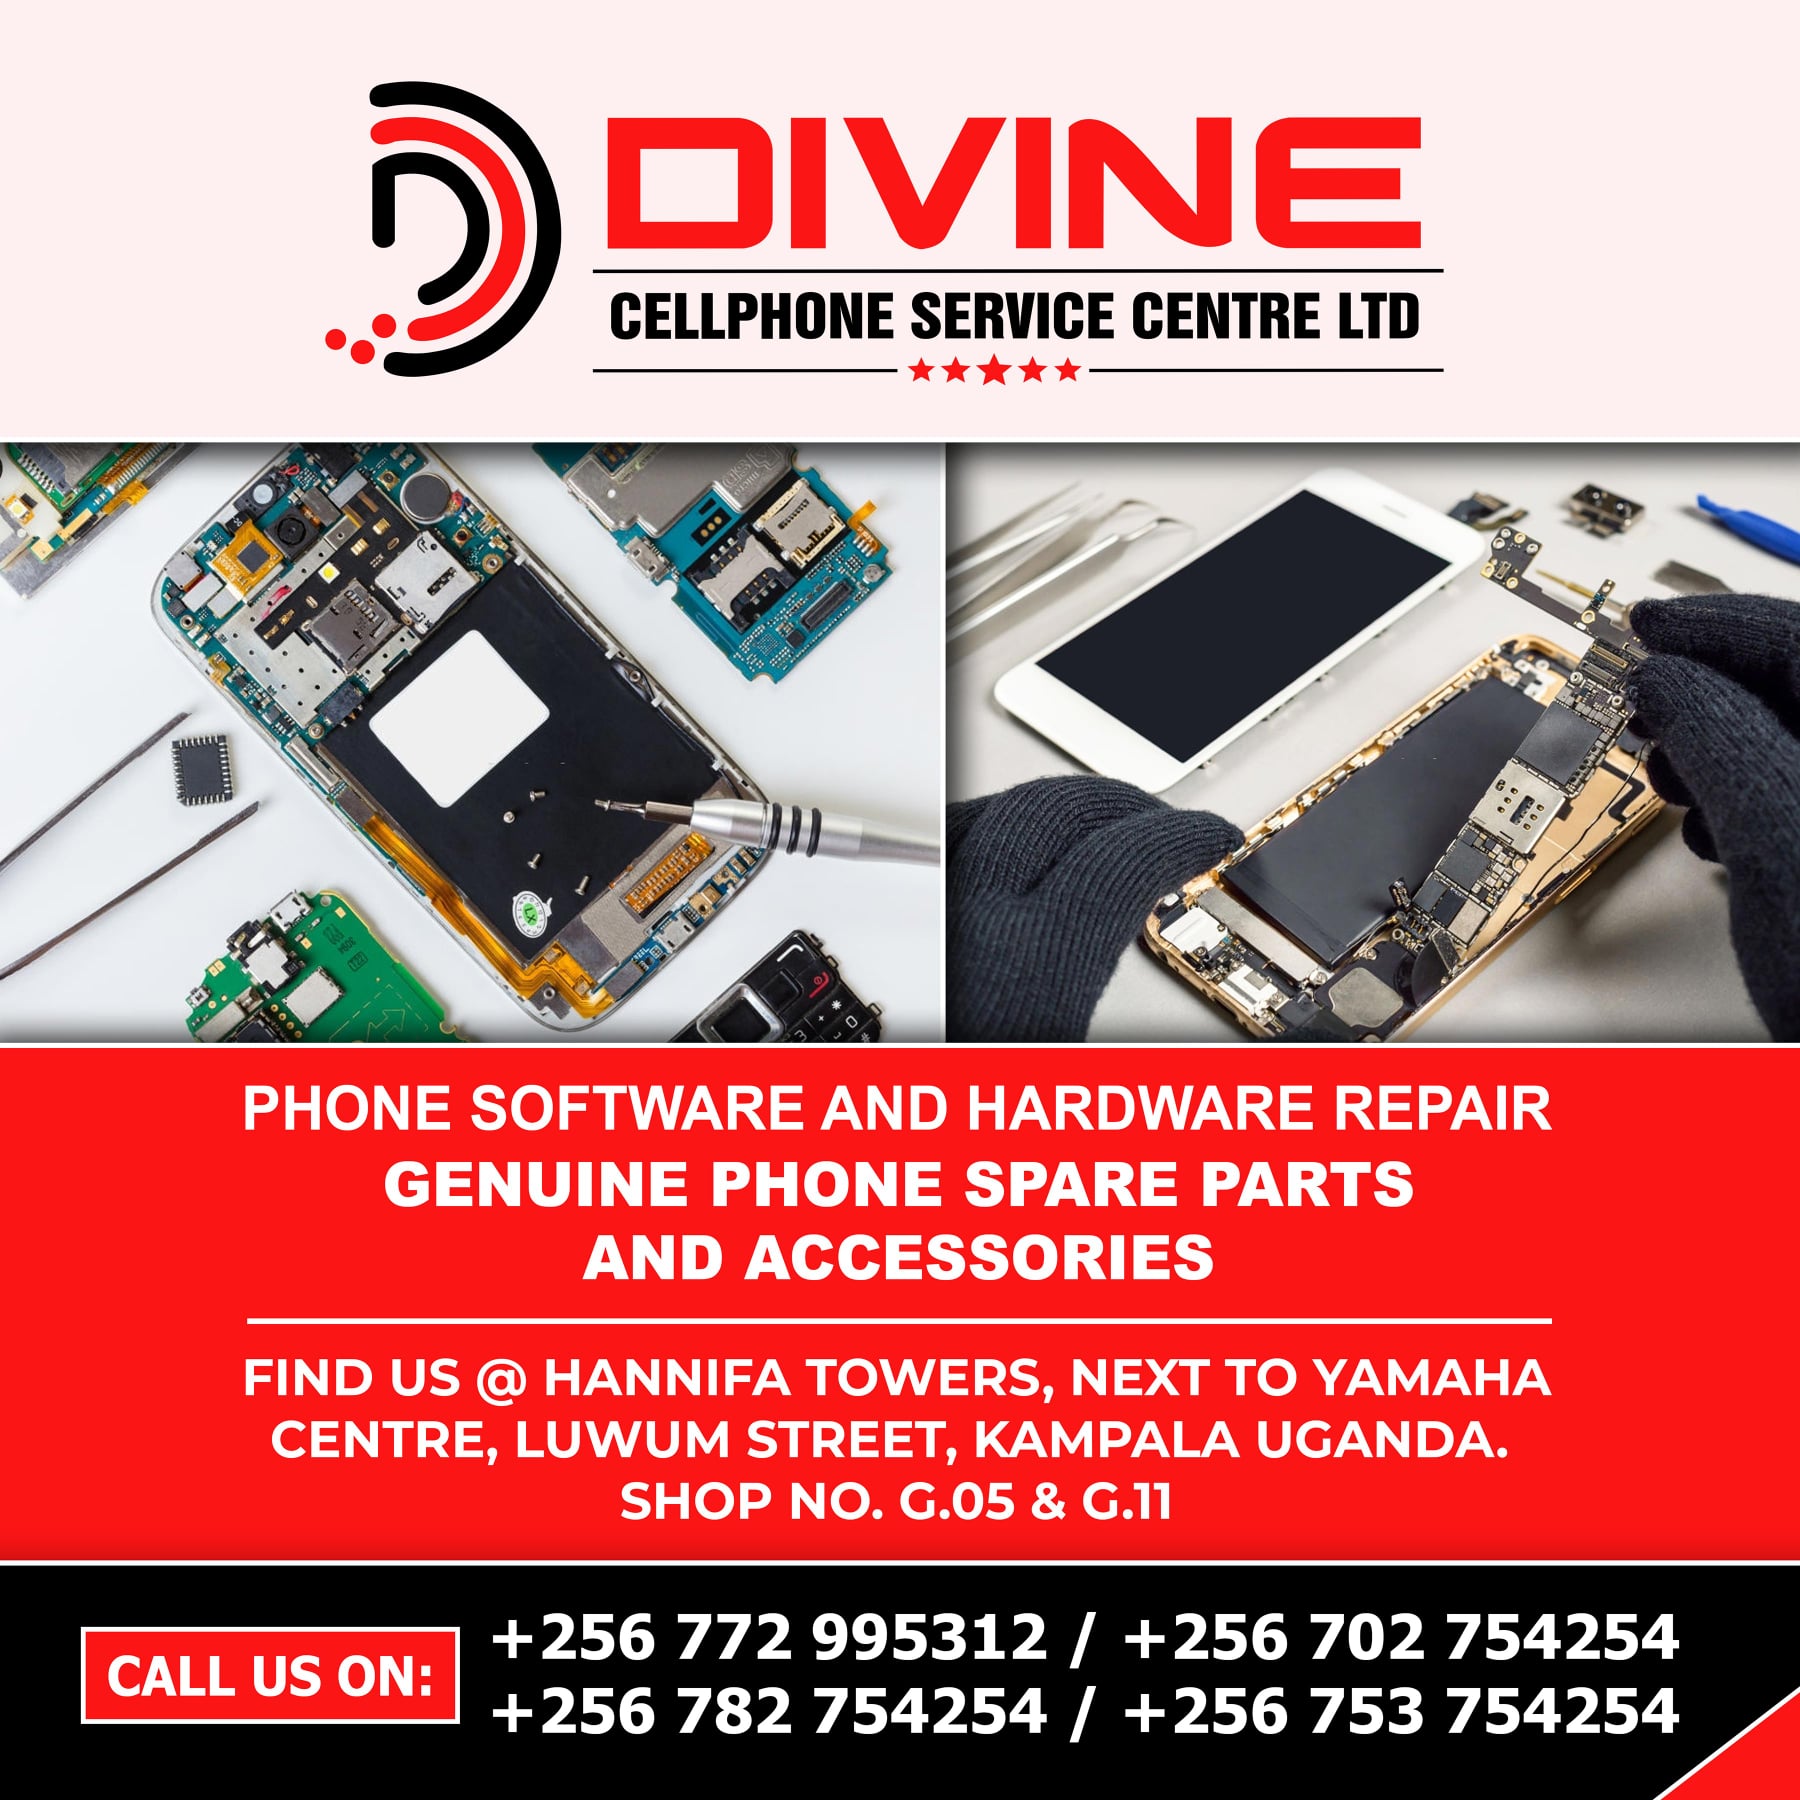 DIVINE
CELLPHONE SERVICE CENTRE LTD
PHONE SOFTWARE AND HARDWARE REPAIR
GENUINE PHONE SPARE PARTS
AND ACCESSORIES
FIND US @ HANNIFA TOWERS, NEXT TO YAMAHA
CENTRE, LUWUM STREET, KAMPALA UGANDA.
SHOP NO. G.05 & G.11
CALL US ON:
+256 772 995312 / +256 702 754254
+256 782 754254 / +256 753 754254